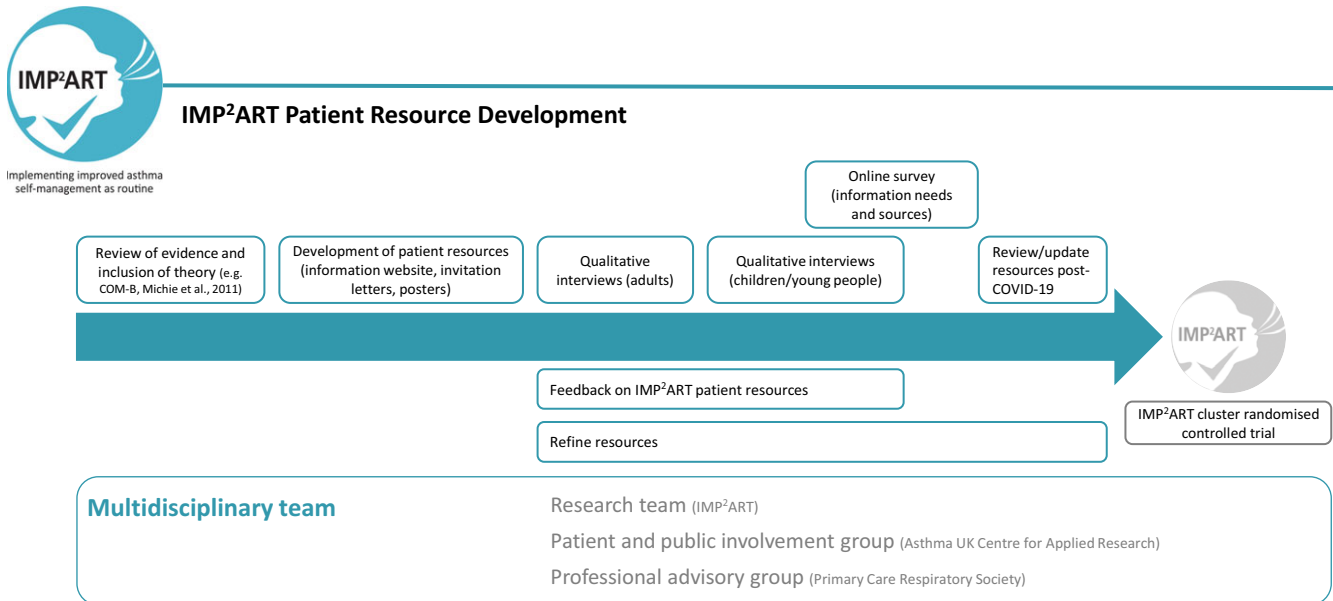 IMP²ART
Implementing improved asthma
self-management as routine
IMP²ART Patient Resource Development
Online survey
(information needs
and sources)
Review of evidence and
inclusion of theory (e.g.
COM-B, Michie et al., 2011)
Development of patient resources
(information website, invitation
letters, posters)
Qualitative
interviews (adults)
Qualitative interviews
(children/young people)
Review/update
resources post-
COVID-19
IMP²ART
Feedback on IMP²ART patient resources
IMP²ART cluster randomised
controlled trial
Refine resources
Multidisciplinary team
Research team (IMP²ART)
Patient and public involvement group (Asthma UK Centre for Applied Research)
Professional advisory group (Primary Care Respiratory Society)